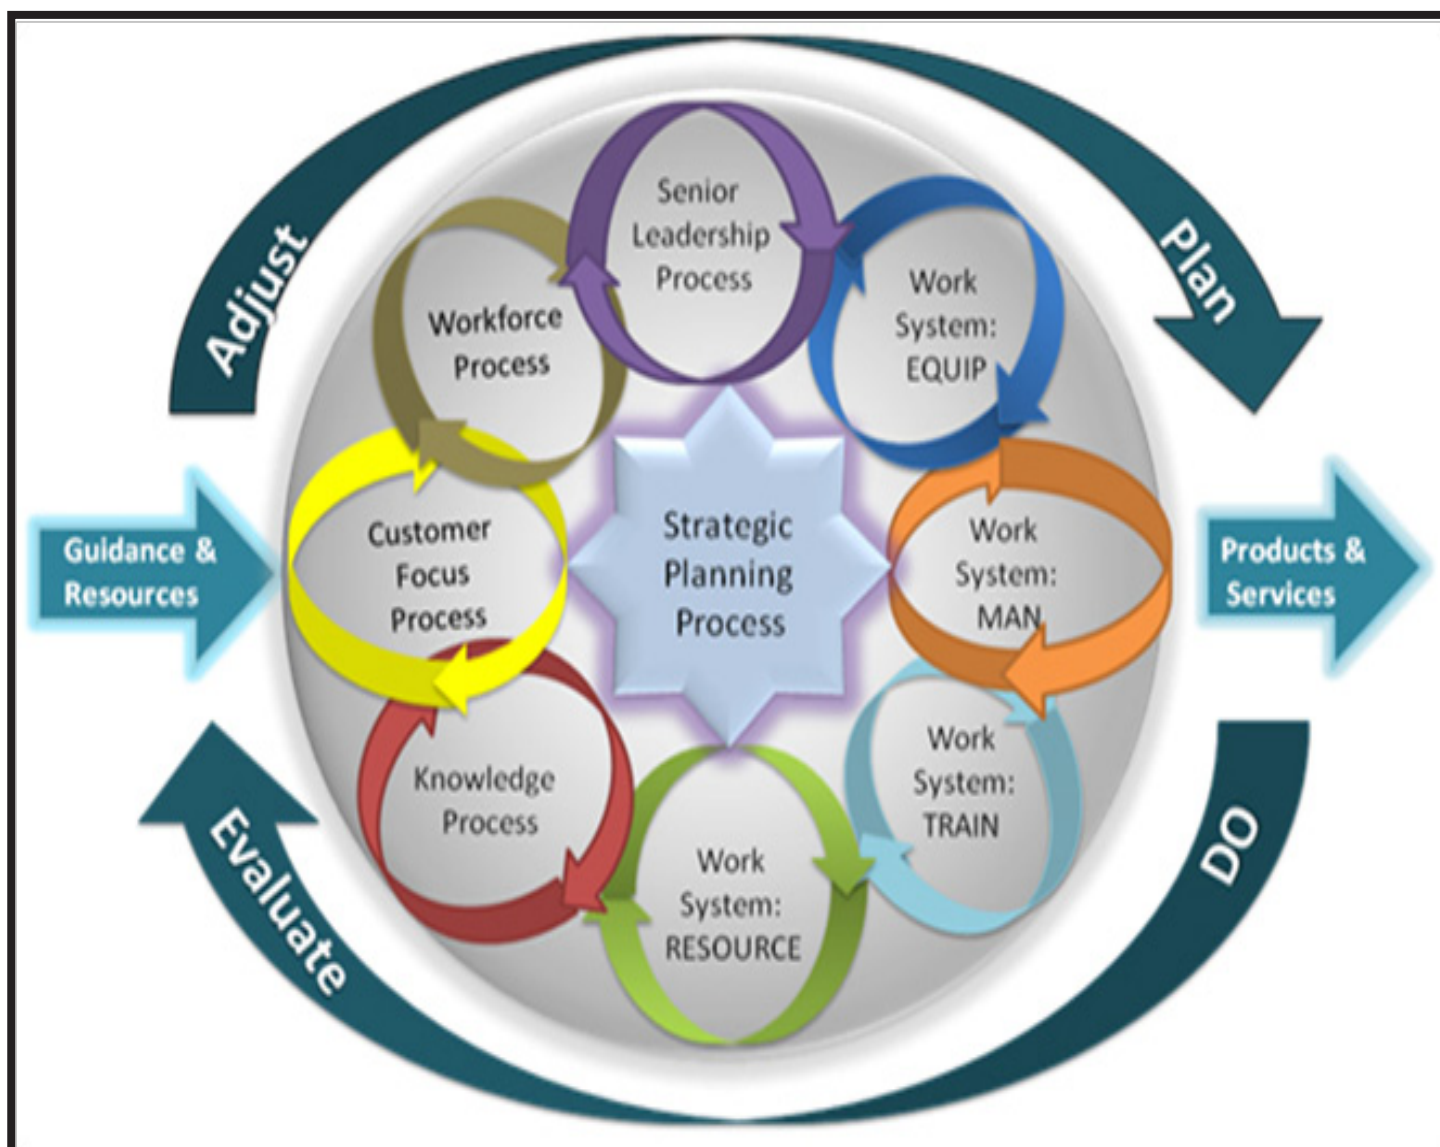 Adjust
Plan
Senior
Leadership
Process
Workforce
Process
Work
System:
EQUIP
Guidance &
Resources
Customer
Focus
Process
Strategic
Planning
Process
Work
System:
MAN
Products &
Services
Knowledge
Process
Work
System:
RESOURCE
Work
System:
TRAIN
Evaluate
DO